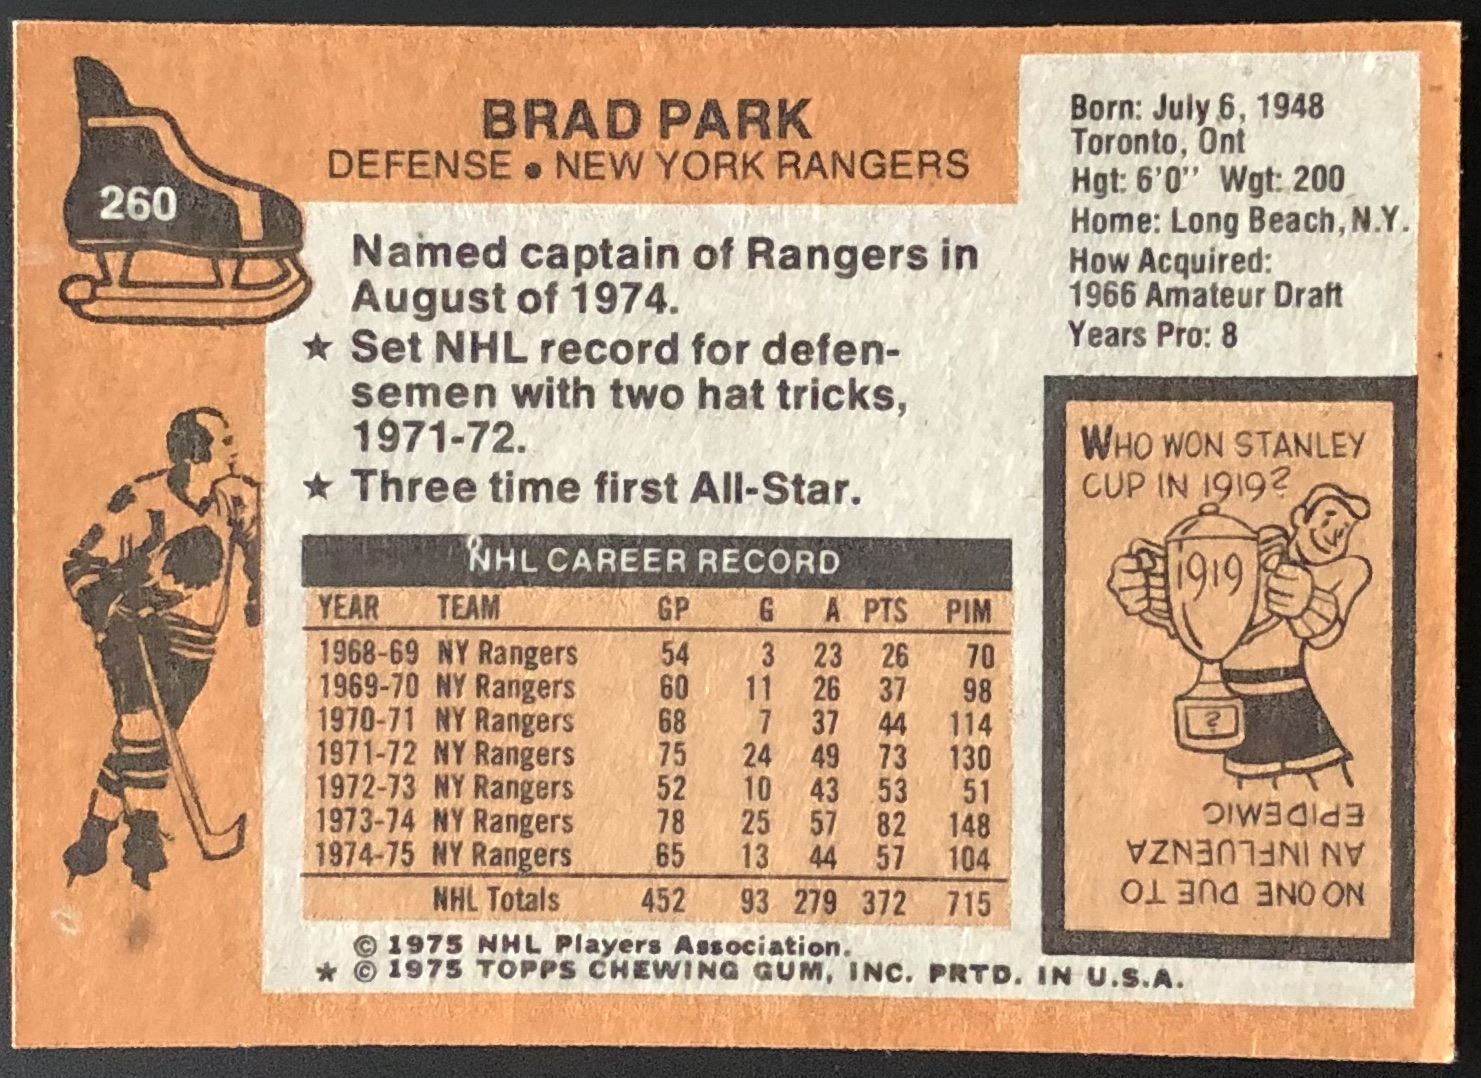 260
BRAD PARK
DEFENSE • NEW YORK RANGERS
Named captain of Rangers in
August of 1974.
★ Set NHL record for defen-
semen with two hat tricks,
1971-72.
★ Three time first All-Star.
Born: July 6, 1948
Toronto, Ont
Hgt: 6'0" Wgt: 200
Home: Long Beach, N.Y.
How Acquired:
1966 Amateur Draft
Years Pro: 8
NHL CAREER RECORD
YEAR TEAM GP G A PTS PIM
1968-69 NY Rangers 54 3 23 26 70
1969-70 NY Rangers 60 11 26 37 98
1970-71 NY Rangers 68 7 37 44 114
1971-72 NY Rangers 75 24 49 73 130
1972-73 NY Rangers 52 10 43 53 51
1973-74 NY Rangers 78 25 57 82 148
1974-75 NY Rangers 65 13 44 57 104
NHL Totals 452 93 279 372 715
WHO WON STANLEY
CUP IN 1919?
1919
?
NO ONE DUE TO
AN INFLUENZA
EPIDEMIC
© 1975 NHL Players Association.
★ © 1975 TOPPS CHEWING GUM, INC. PRTD. IN U.S.A.